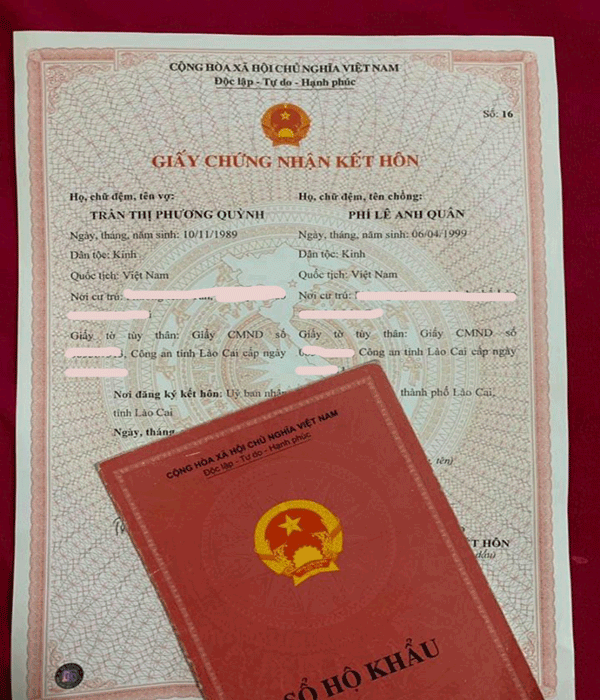 CỘNG HÒA XÃ HỘI CHỦ NGHĨA VIỆT NAM
Độc lập - Tự do - Hạnh phúc
Số: 16
GIẤY CHỨNG NHẬN KẾT HÔN
Họ, chữ đệm, tên vợ: Họ, chữ đệm, tên chồng:
TRẦN THỊ PHƯƠNG QUỲNH PHÍ LÊ ANH QUÂN
Ngày, tháng, năm sinh: 10/11/1989 Ngày, tháng, năm sinh: 06/04/1999
Dân tộc: Kinh Dân tộc: Kinh
Quốc tịch: Việt Nam Quốc tịch: Việt Nam
Nơi cư trú: Nơi cư trú:
Giấy tờ tùy thân: Giấy CMND số Giấy tờ tùy thân: Giấy CMND số
, Công an tỉnh Lào Cai cấp ngày Công an tỉnh Lào Cai cấp ngày
Nơi đăng ký kết hôn: Uỷ ban thành phố Lào Cai,
tỉnh Lào Cai
Ngày, tháng
tên)
KẾT HÔN
dấu)
CỘNG HÒA XÃ HỘI CHỦ NGHĨA VIỆT NAM
Độc lập - Tự do - Hạnh phúc
SỔ HỘ KHẨU